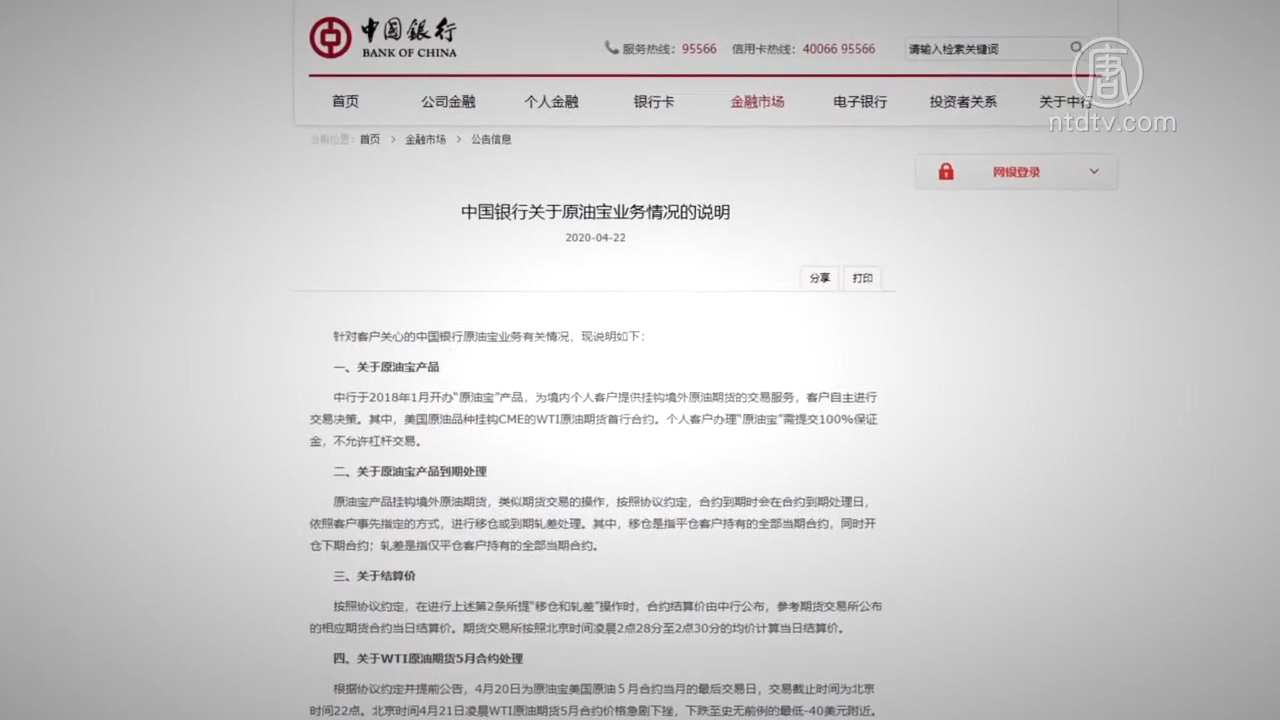 中国银行
BANK OF CHINA
服务热线：95566 信用卡热线：40066 95566
请输入检索关键词
唐
ntdtv.com
首页 公司金融 个人金融 银行卡 金融市场 电子银行 投资者关系 关于中行
当前位置： 首页 > 金融市场 > 公告信息
网银登录
中国银行关于原油宝业务情况的说明
2020-04-22
分享 打印
针对客户关心的中国银行原油宝业务有关情况，现说明如下：
一、关于原油宝产品
中行于2018年1月开办“原油宝”产品，为境内个人客户提供挂钩境外原油期货的交易服务，客户自主进行
交易决策。其中，美国原油品种挂钩CME的WTI原油期货首行合约。个人客户办理“原油宝”需提交100%保证
金，不允许杠杆交易。
二、关于原油宝产品到期处理
原油宝产品挂钩境外原油期货，类似期货交易的操作，按照协议约定，合约到期时会在合约到期处理日，
依照客户事先指定的方式，进行移仓或到期轧差处理。其中，移仓是指平仓客户持有的全部当期合约，同时开
仓下期合约；轧差是指仅平仓客户持有的全部当期合约。
三、关于结算价
按照协议约定，在进行上述第2条所提“移仓和轧差”操作时，合约结算价由中行公布，参考期货交易所公布
的相应期货合约当日结算价。期货交易所按照北京时间凌晨2点28分至2点30分的均价计算当日结算价。
四、关于WTI原油期货5月合约处理
根据协议约定并提前公告，4月20日为原油宝美国原油５月合约当月的最后交易日，交易截止时间为北京
时间22点。北京时间4月21日凌晨WTI原油期货5月合约价格急剧下挫，下跌至史无前例的最低-40美元附近。